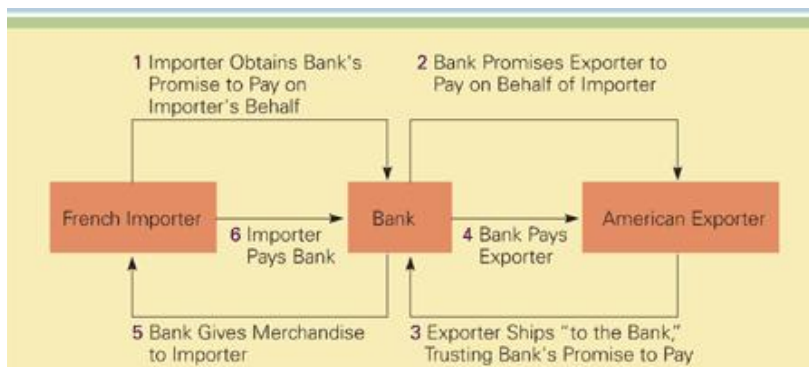 1 Importer Obtains Bank's
Promise to Pay on
Importer's Behalf
2 Bank Promises Exporter to
Pay on Behalf of Importer
French Importer
Bank
American Exporter
6 Importer
Pays Bank
4 Bank Pays
Exporter
5 Bank Gives Merchandise
to Importer
3 Exporter Ships "to the Bank,"
Trusting Bank's Promise to Pay